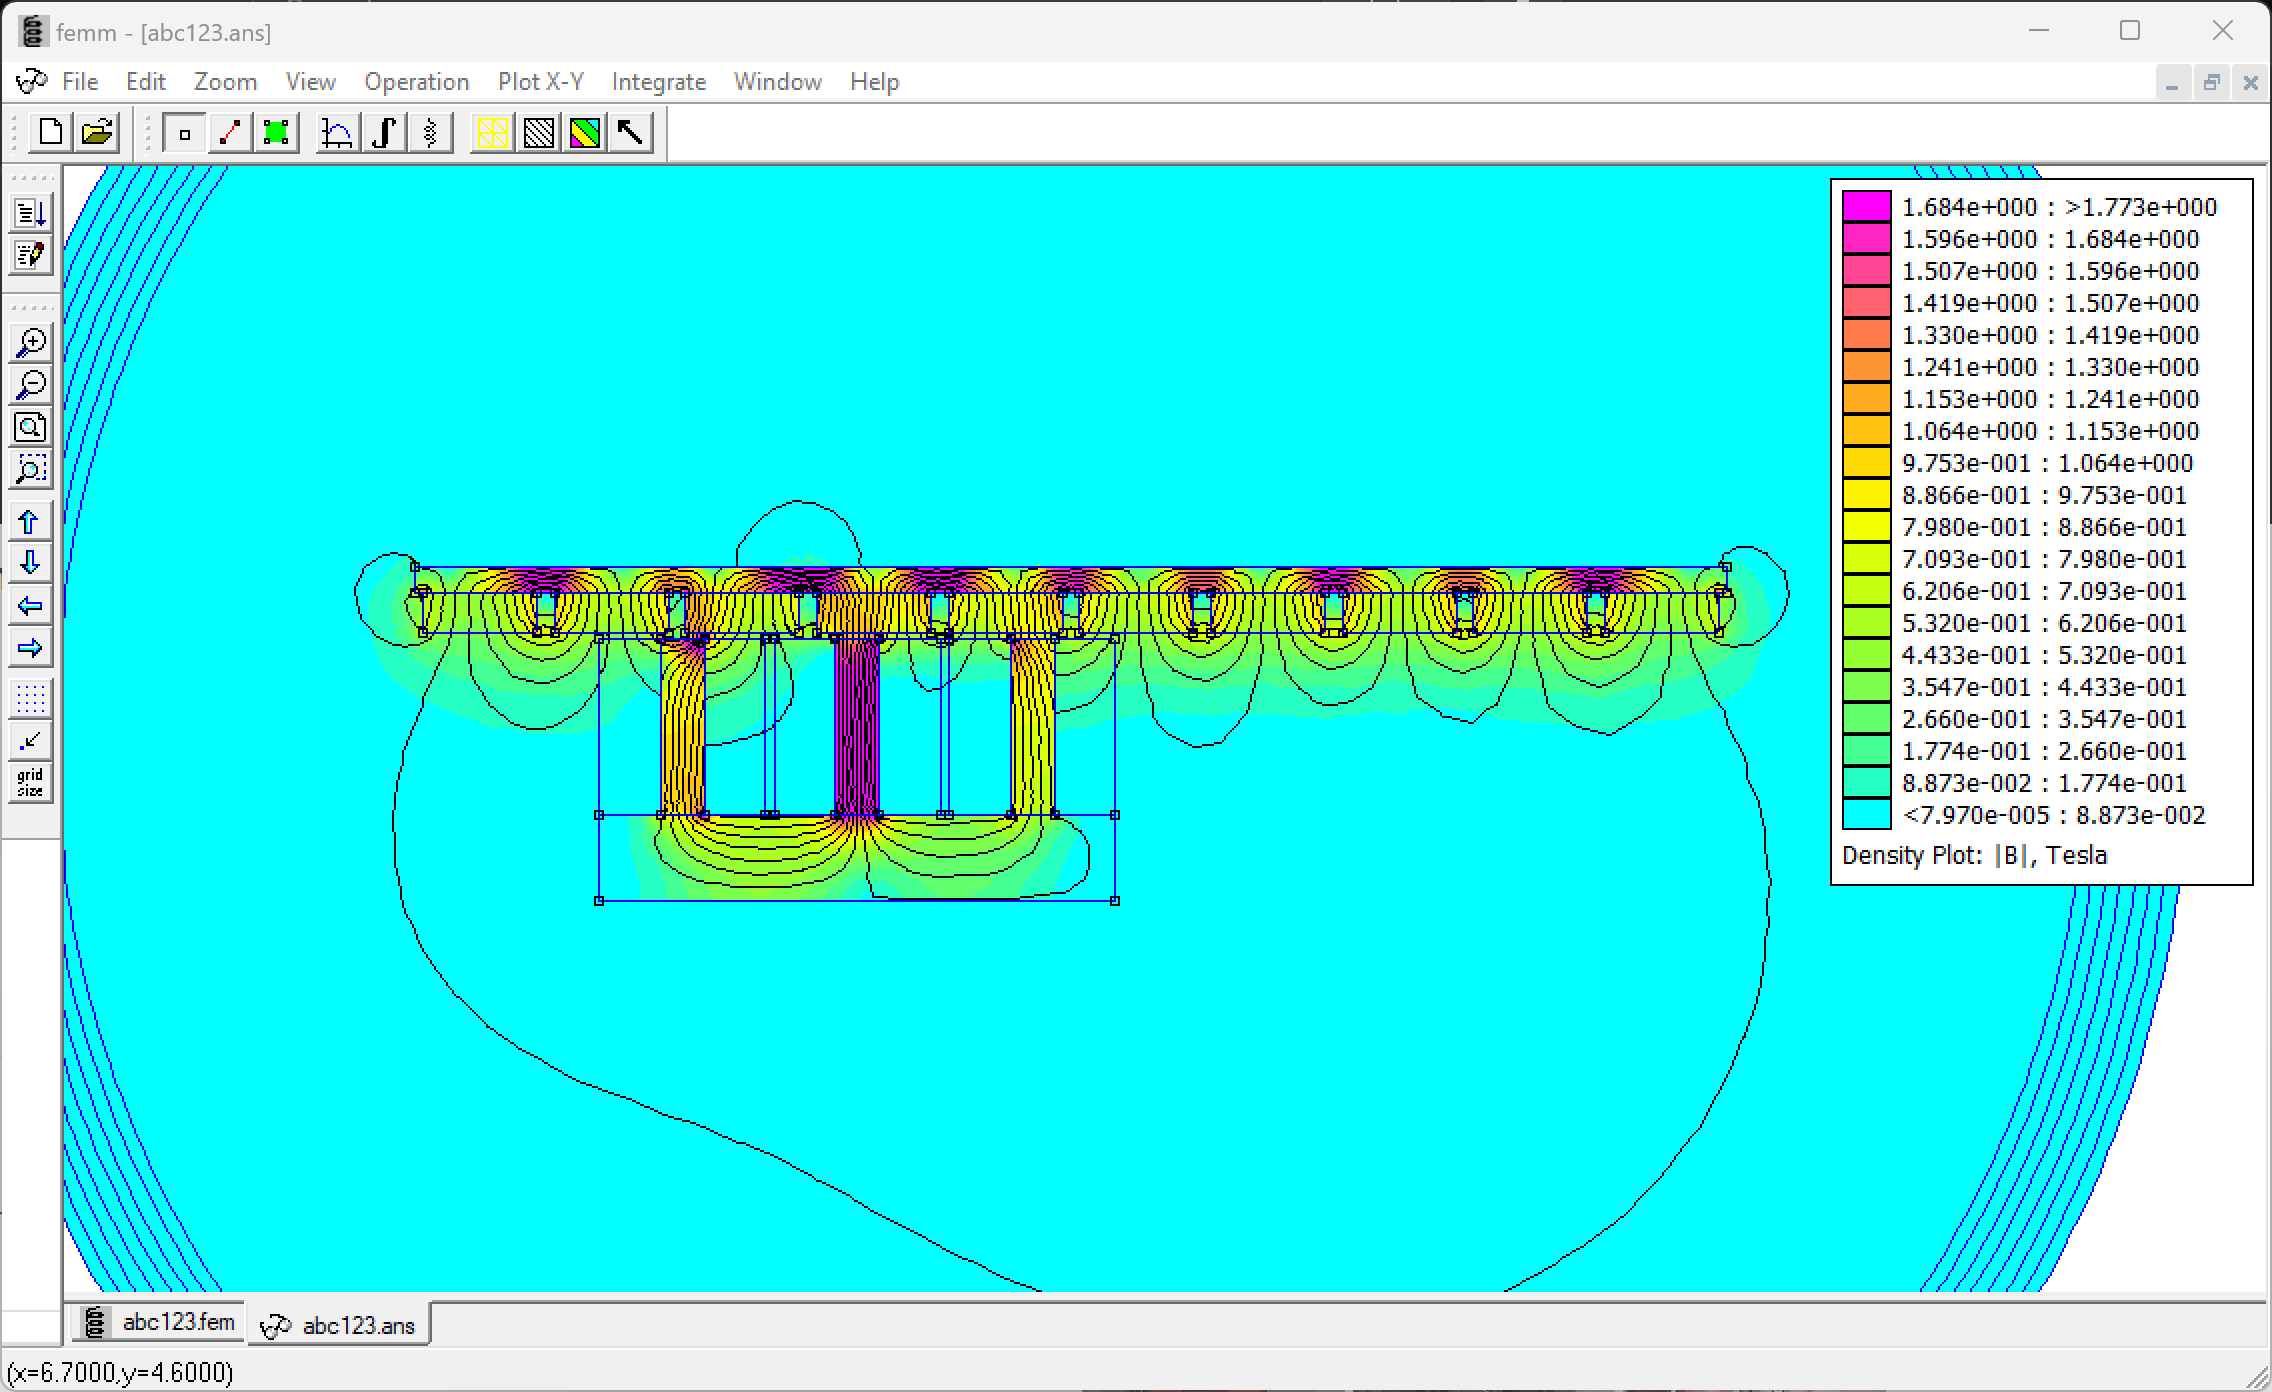 femm - [abc123.ans]
File Edit Zoom View Operation Plot X-Y Integrate Window Help
grid
size
1.684e+000 : >1.773e+000
1.596e+000 : 1.684e+000
1.507e+000 : 1.596e+000
1.419e+000 : 1.507e+000
1.330e+000 : 1.419e+000
1.241e+000 : 1.330e+000
1.153e+000 : 1.241e+000
1.064e+000 : 1.153e+000
9.753e-001 : 1.064e+000
8.866e-001 : 9.753e-001
7.980e-001 : 8.866e-001
7.093e-001 : 7.980e-001
6.206e-001 : 7.093e-001
5.320e-001 : 6.206e-001
4.433e-001 : 5.320e-001
3.547e-001 : 4.433e-001
2.660e-001 : 3.547e-001
1.774e-001 : 2.660e-001
8.873e-002 : 1.774e-001
<7.970e-005 : 8.873e-002
Density Plot: |B|, Tesla
abc123.fem abc123.ans
(x=6.7000,y=4.6000)